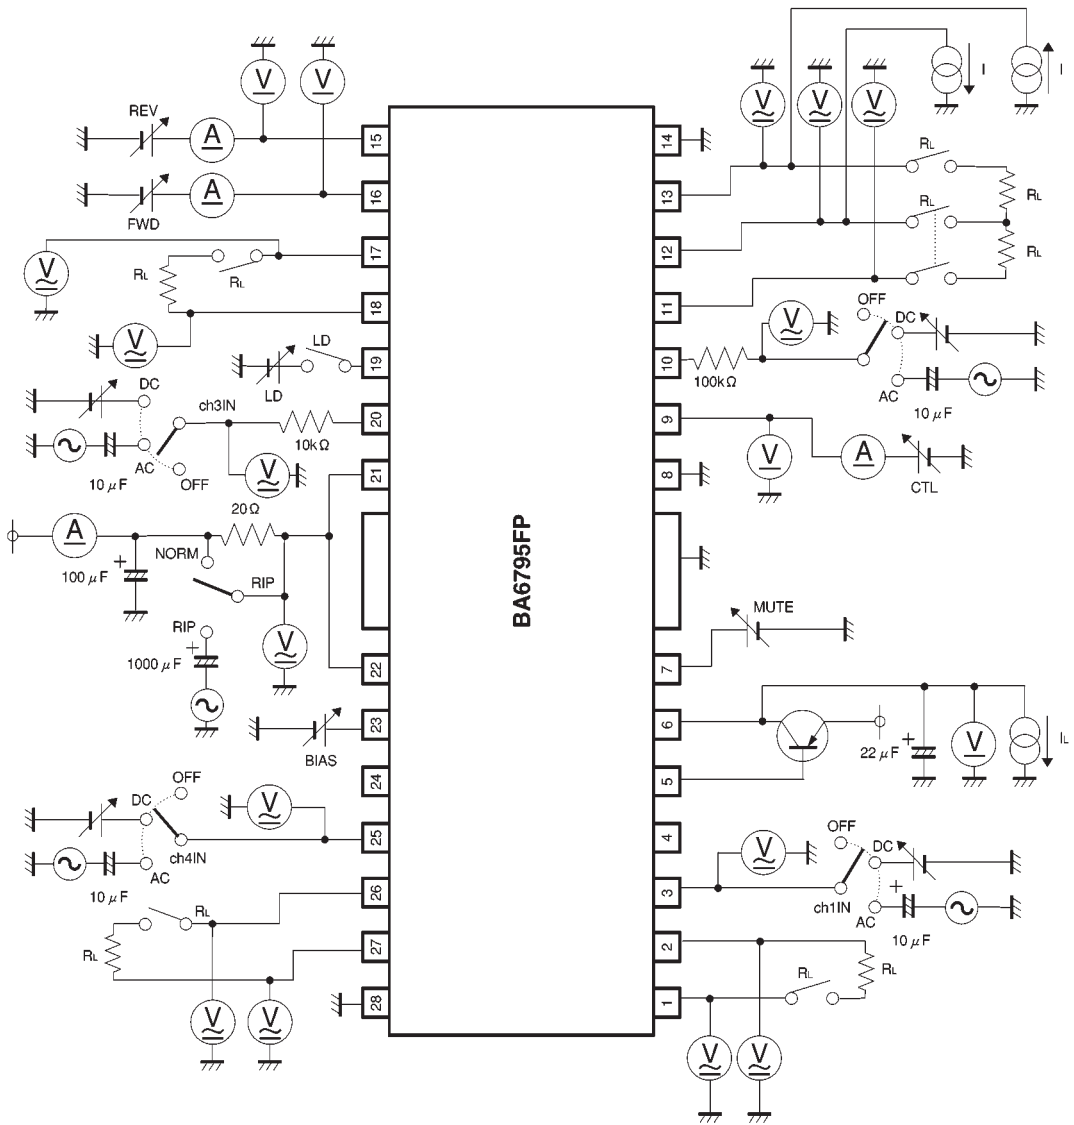 V V
V V V
I I
REV
A
15
14
RL
A
16
13
RL
FWD
RL
V
17
12
RL
RL
RL
18
11
V
OFF
V
DC
LD
19
10
LD
100kΩ
DC
ch3IN
AC
10 μF
20
9
10kΩ
AC
V
A
10 μF
OFF
V
21
8
CTL
20Ω
A
NORM
100 μF
+
RIP
BA6795FP
MUTE
RIP
+
1000 μF
V
22
7
23
6
BIAS
22 μF
+
V
IL
24
5
OFF
DC
V
25
4
ch4IN
OFF
AC
V
DC
10 μF
26
3
ch1IN
+
RL
AC
10 μF
27
2
RL
RL
RL
28
1
V V
V V